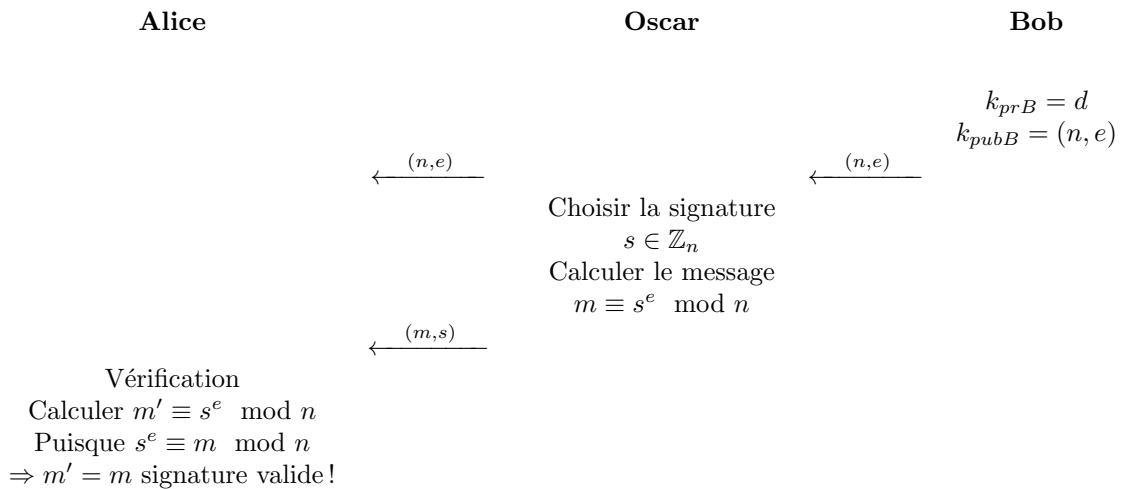 Alice Oscar Bob
k_{prB} = d
k_{pubB} = (n, e)
(n,e) (n,e)
Choisir la signature
s ∈ ℤ_n
Calculer le message
m ≡ s^e mod n
(m,s)
Vérification
Calculer m′ ≡ s^e mod n
Puisque s^e ≡ m mod n
⇒ m′ = m signature valide !